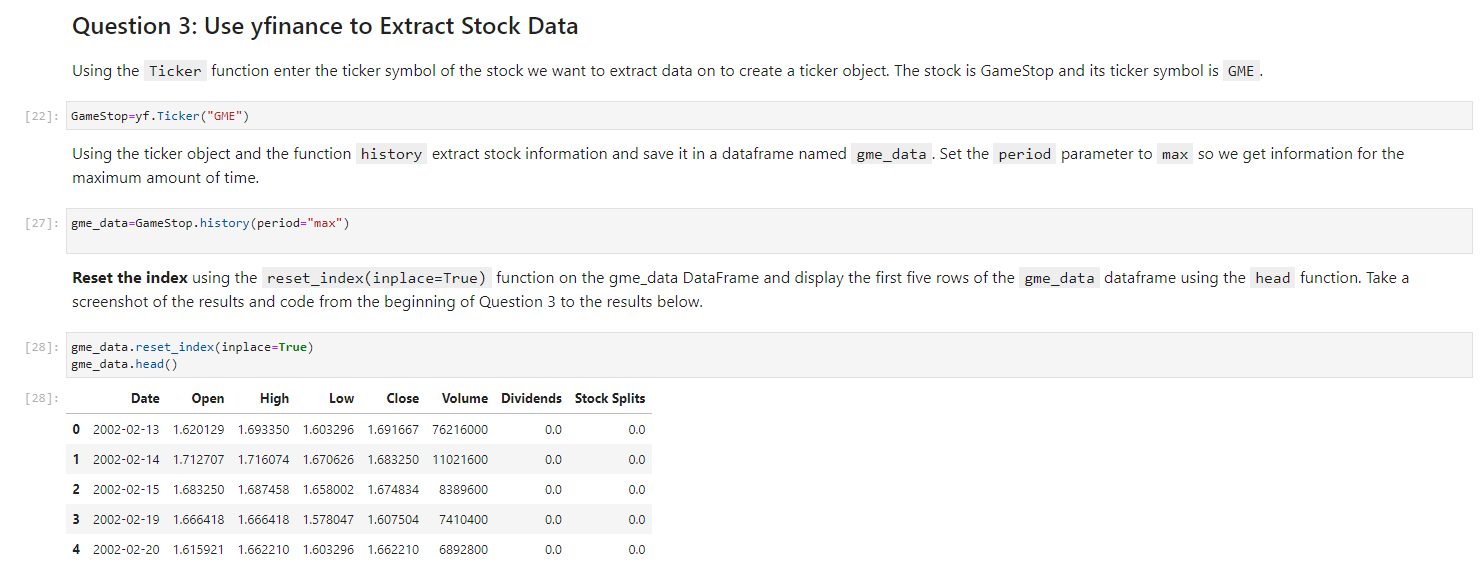 Question 3: Use yfinance to Extract Stock Data
Using the Ticker function enter the ticker symbol of the stock we want to extract data on to create a ticker object. The stock is GameStop and its ticker symbol is GME .
[22]: GameStop=yf.Ticker("GME")
Using the ticker object and the function history extract stock information and save it in a dataframe named gme_data . Set the period parameter to max so we get information for the
maximum amount of time.
[27]: gme_data=GameStop.history(period="max")
Reset the index using the reset_index(inplace=True) function on the gme_data DataFrame and display the first five rows of the gme_data dataframe using the head function. Take a
screenshot of the results and code from the beginning of Question 3 to the results below.
[28]: gme_data.reset_index(inplace=True)
gme_data.head()
[28]: Date Open High Low Close Volume Dividends Stock Splits
0 2002-02-13 1.620129 1.693350 1.603296 1.691667 76216000 0.0 0.0
1 2002-02-14 1.712707 1.716074 1.670626 1.683250 11021600 0.0 0.0
2 2002-02-15 1.683250 1.687458 1.658002 1.674834 8389600 0.0 0.0
3 2002-02-19 1.666418 1.666418 1.578047 1.607504 7410400 0.0 0.0
4 2002-02-20 1.615921 1.662210 1.603296 1.662210 6892800 0.0 0.0